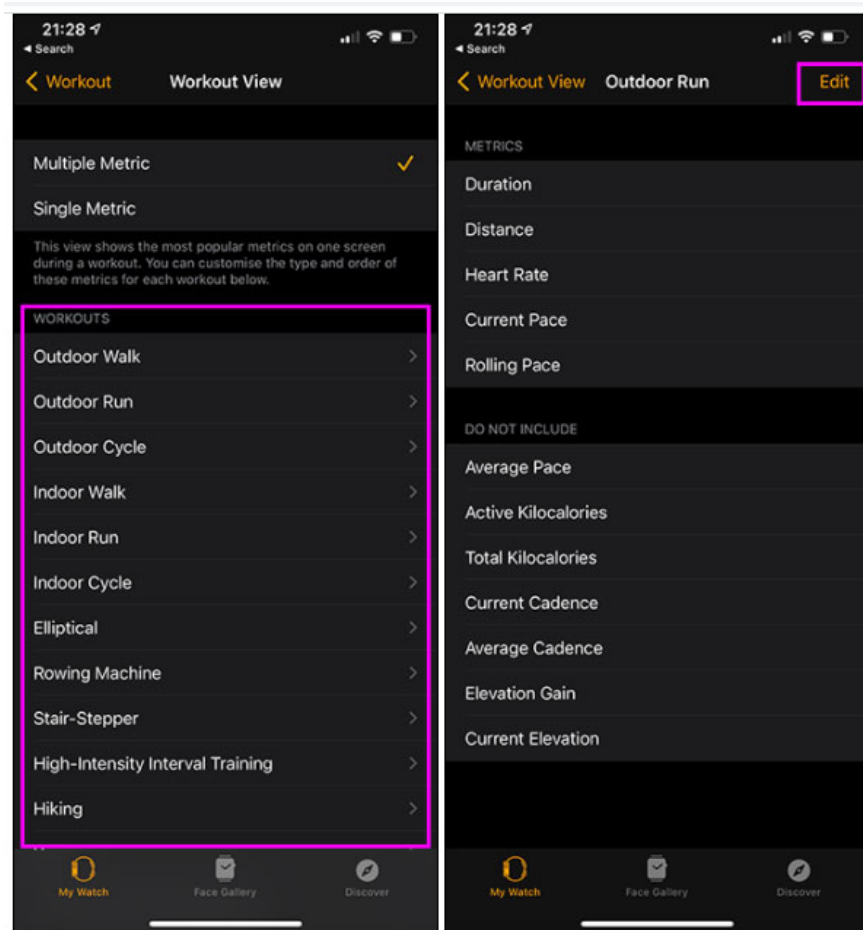 21:28
Search
Workout
Workout View
Multiple Metric
Single Metric
This view shows the most popular metrics on one screen
during a workout. You can customise the type and order of
these metrics for each workout below.
WORKOUTS
Outdoor Walk
Outdoor Run
Outdoor Cycle
Indoor Walk
Indoor Run
Indoor Cycle
Elliptical
Rowing Machine
Stair-Stepper
High-Intensity Interval Training
Hiking
My Watch
Face Gallery
Discover
21:28
Search
Workout View
Outdoor Run
Edit
METRICS
Duration
Distance
Heart Rate
Current Pace
Rolling Pace
DO NOT INCLUDE
Average Pace
Active Kilocalories
Total Kilocalories
Current Cadence
Average Cadence
Elevation Gain
Current Elevation
My Watch
Face Gallery
Discover